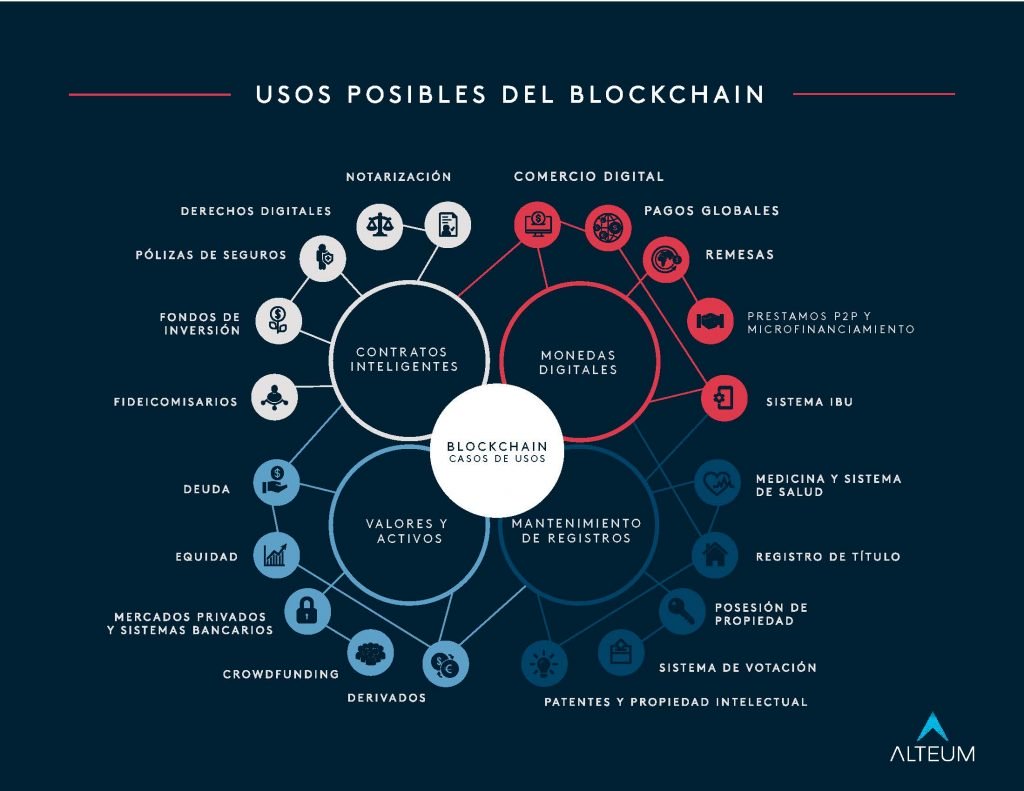 USOS POSIBLES DEL BLOCKCHAIN
NOTARIZACIÓN
DERECHOS DIGITALES
PÓLIZAS DE SEGUROS
FONDOS DE
INVERSIÓN
FIDEICOMISARIOS
COMERCIO DIGITAL
PAGOS GLOBALES
REMESAS
PRESTAMOS P2P Y
MICROFINANCIAMIENTO
SISTEMA IBU
CONTRATOS
INTELIGENTES
MONEDAS
DIGITALES
BLOCKCHAIN
CASOS DE USOS
VALORES Y
ACTIVOS
MANTENIMIENTO
DE REGISTROS
DEUDA
EQUIDAD
MERCADOS PRIVADOS
Y SISTEMAS BANCARIOS
CROWDFUNDING
DERIVADOS
MEDICINA Y SISTEMA
DE SALUD
REGISTRO DE TÍTULO
POSESIÓN DE
PROPIEDAD
SISTEMA DE VOTACIÓN
PATENTES Y PROPIEDAD INTELECTUAL
ALTEUM